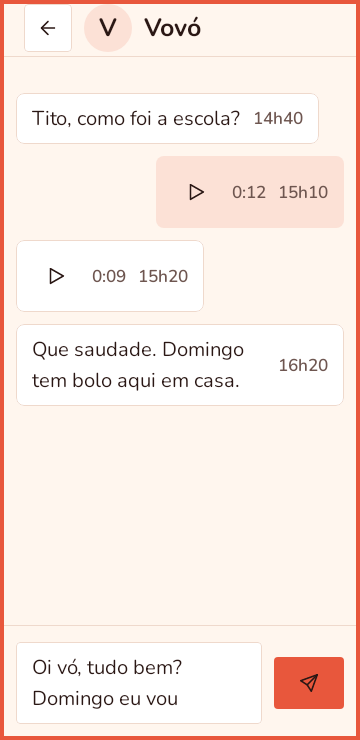 V Vovó
Tito, como foi a escola? 14h40
0:12 15h10
0:09 15h20
Que saudade. Domingo
tem bolo aqui em casa. 16h20
Oi vó, tudo bem?
Domingo eu vou